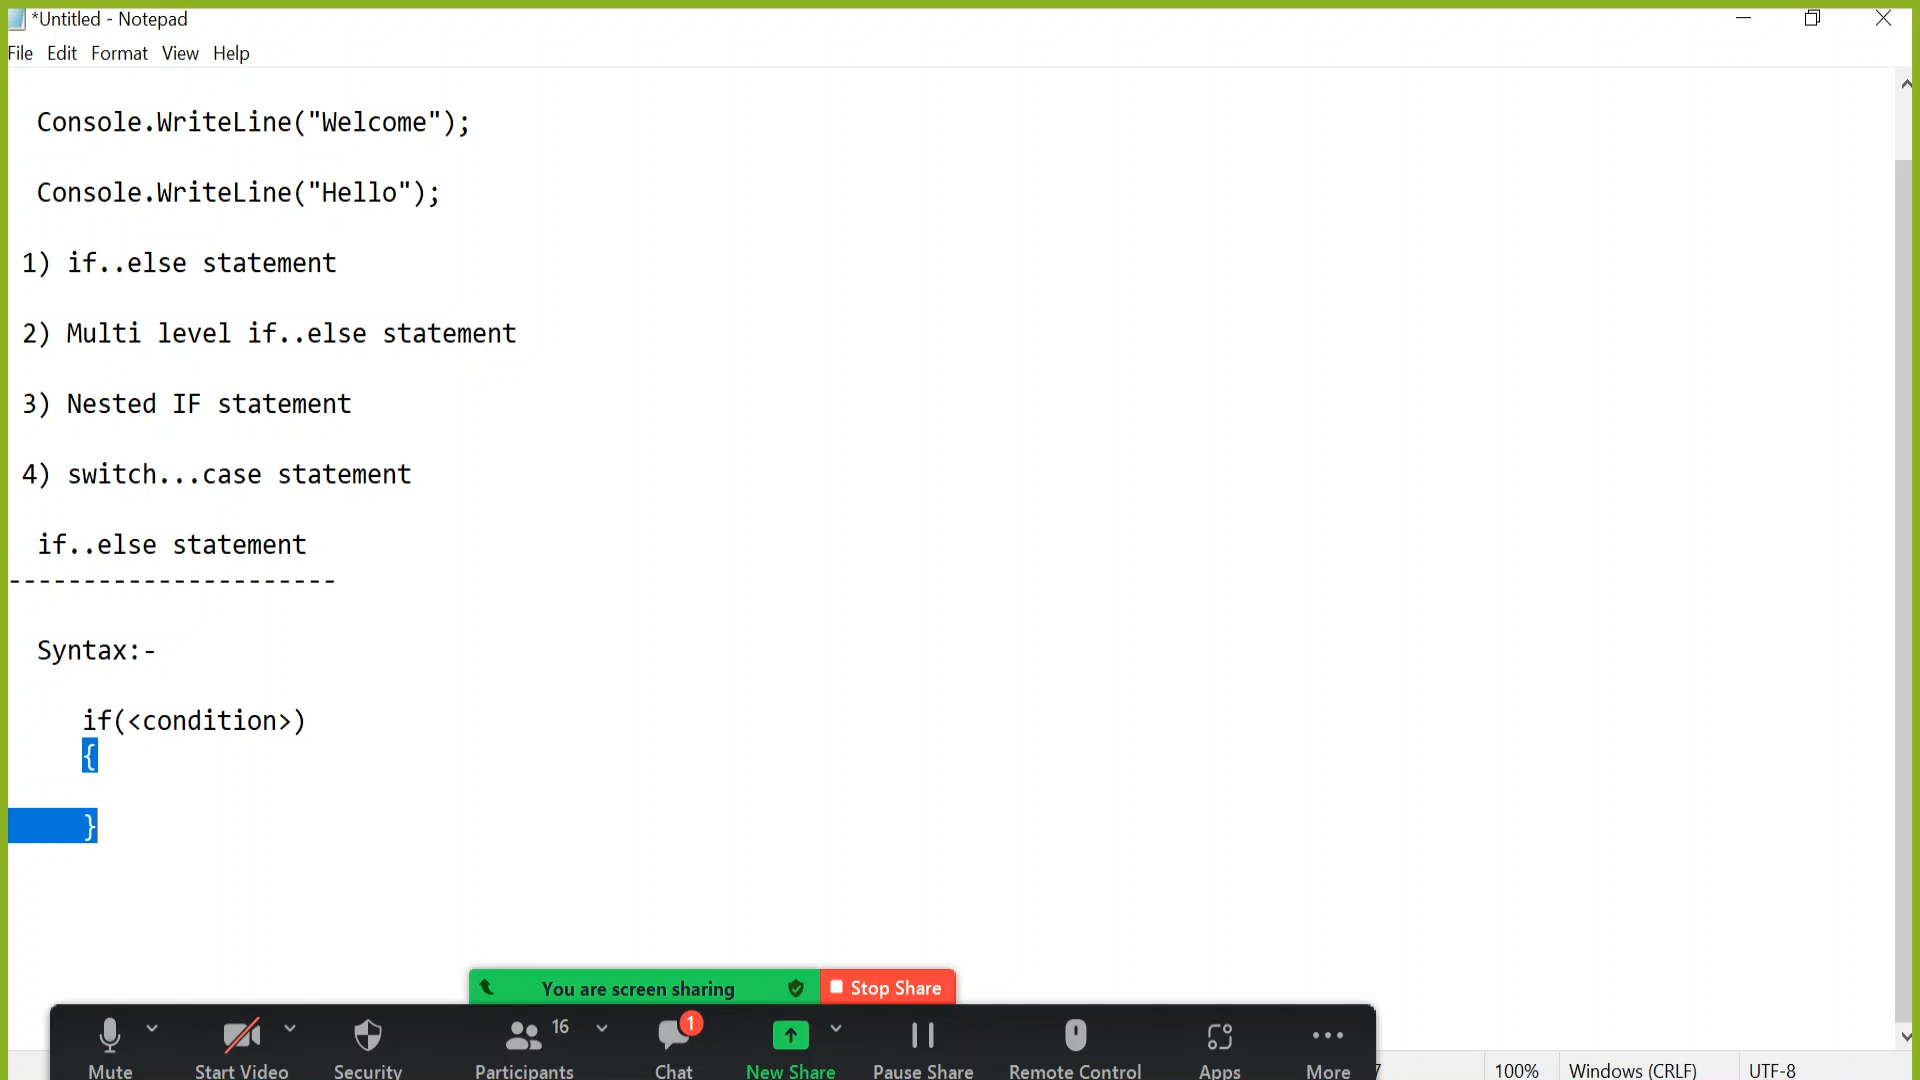 *Untitled - Notepad
File Edit Format View Help
Console.WriteLine("Welcome");
Console.WriteLine("Hello");
1) if..else statement
2) Multi level if..else statement
3) Nested IF statement
4) switch...case statement
if..else statement
----------------------
Syntax:-
if(<condition>)
{
}
You are screen sharing Stop Share
16 1
Mute Start Video Security Participants Chat New Share Pause Share Remote Control Apps More
100% Windows (CRLF) UTF-8